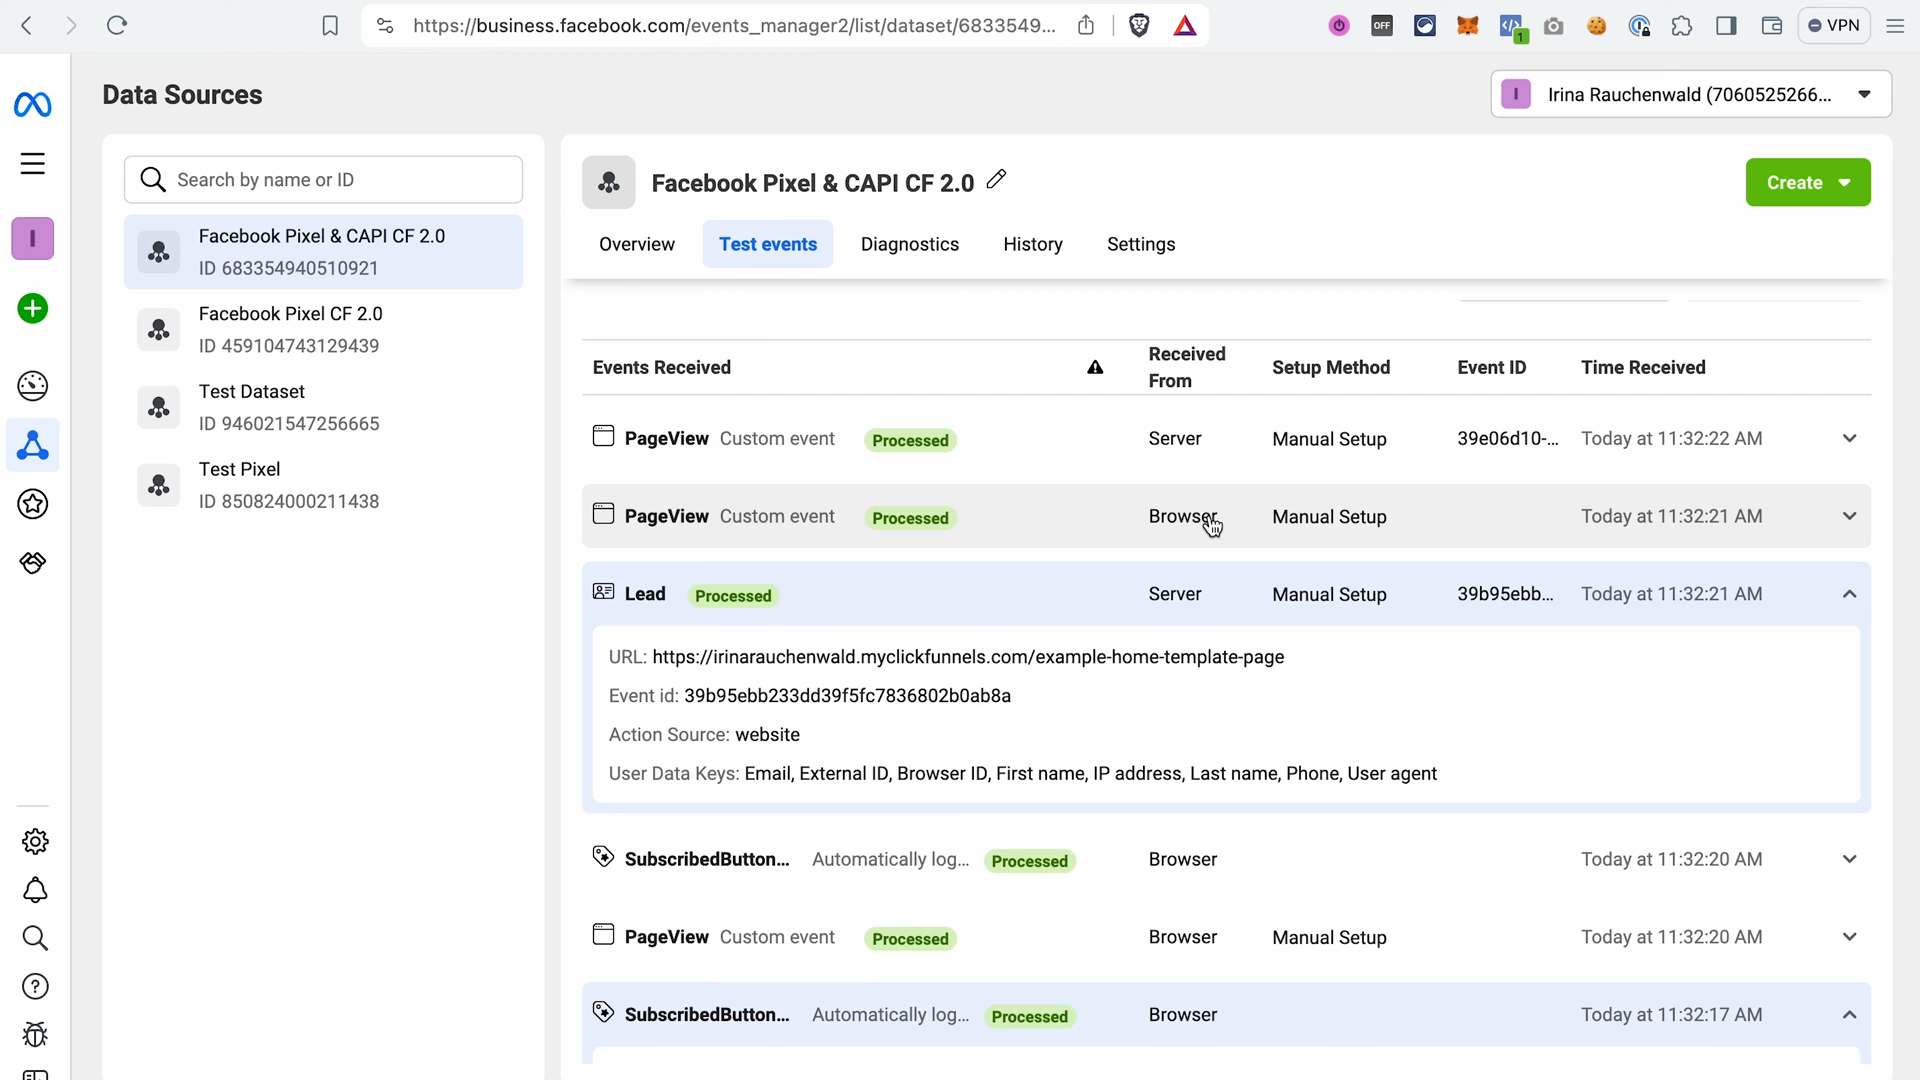 https://business.facebook.com/events_manager2/list/dataset/6833549...
OFF
1
VPN
Data Sources
I
Irina Rauchenwald (7060525266...
Search by name or ID
Facebook Pixel & CAPI CF 2.0
ID 683354940510921
Facebook Pixel CF 2.0
ID 459104743129439
Test Dataset
ID 946021547256665
Test Pixel
ID 850824000211438
I
Facebook Pixel & CAPI CF 2.0
Create
Overview
Test events
Diagnostics
History
Settings
Events Received
Received From
Setup Method
Event ID
Time Received
PageView Custom event Processed Server Manual Setup 39e06d10-... Today at 11:32:22 AM
PageView Custom event Processed Browser Manual Setup Today at 11:32:21 AM
Lead Processed Server Manual Setup 39b95ebb... Today at 11:32:21 AM
URL: https://irinarauchenwald.myclickfunnels.com/example-home-template-page
Event id: 39b95ebb233dd39f5fc7836802b0ab8a
Action Source: website
User Data Keys: Email, External ID, Browser ID, First name, IP address, Last name, Phone, User agent
SubscribedButton... Automatically log... Processed Browser Today at 11:32:20 AM
PageView Custom event Processed Browser Manual Setup Today at 11:32:20 AM
SubscribedButton... Automatically log... Processed Browser Today at 11:32:17 AM